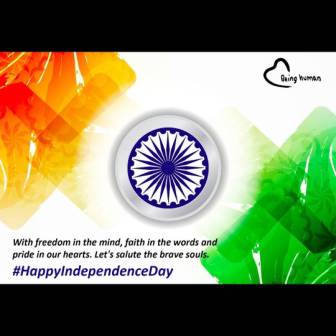 Being human
With freedom in the mind, faith in the words and
pride in our hearts. Let's salute the brave souls.
#HappyIndependenceDay